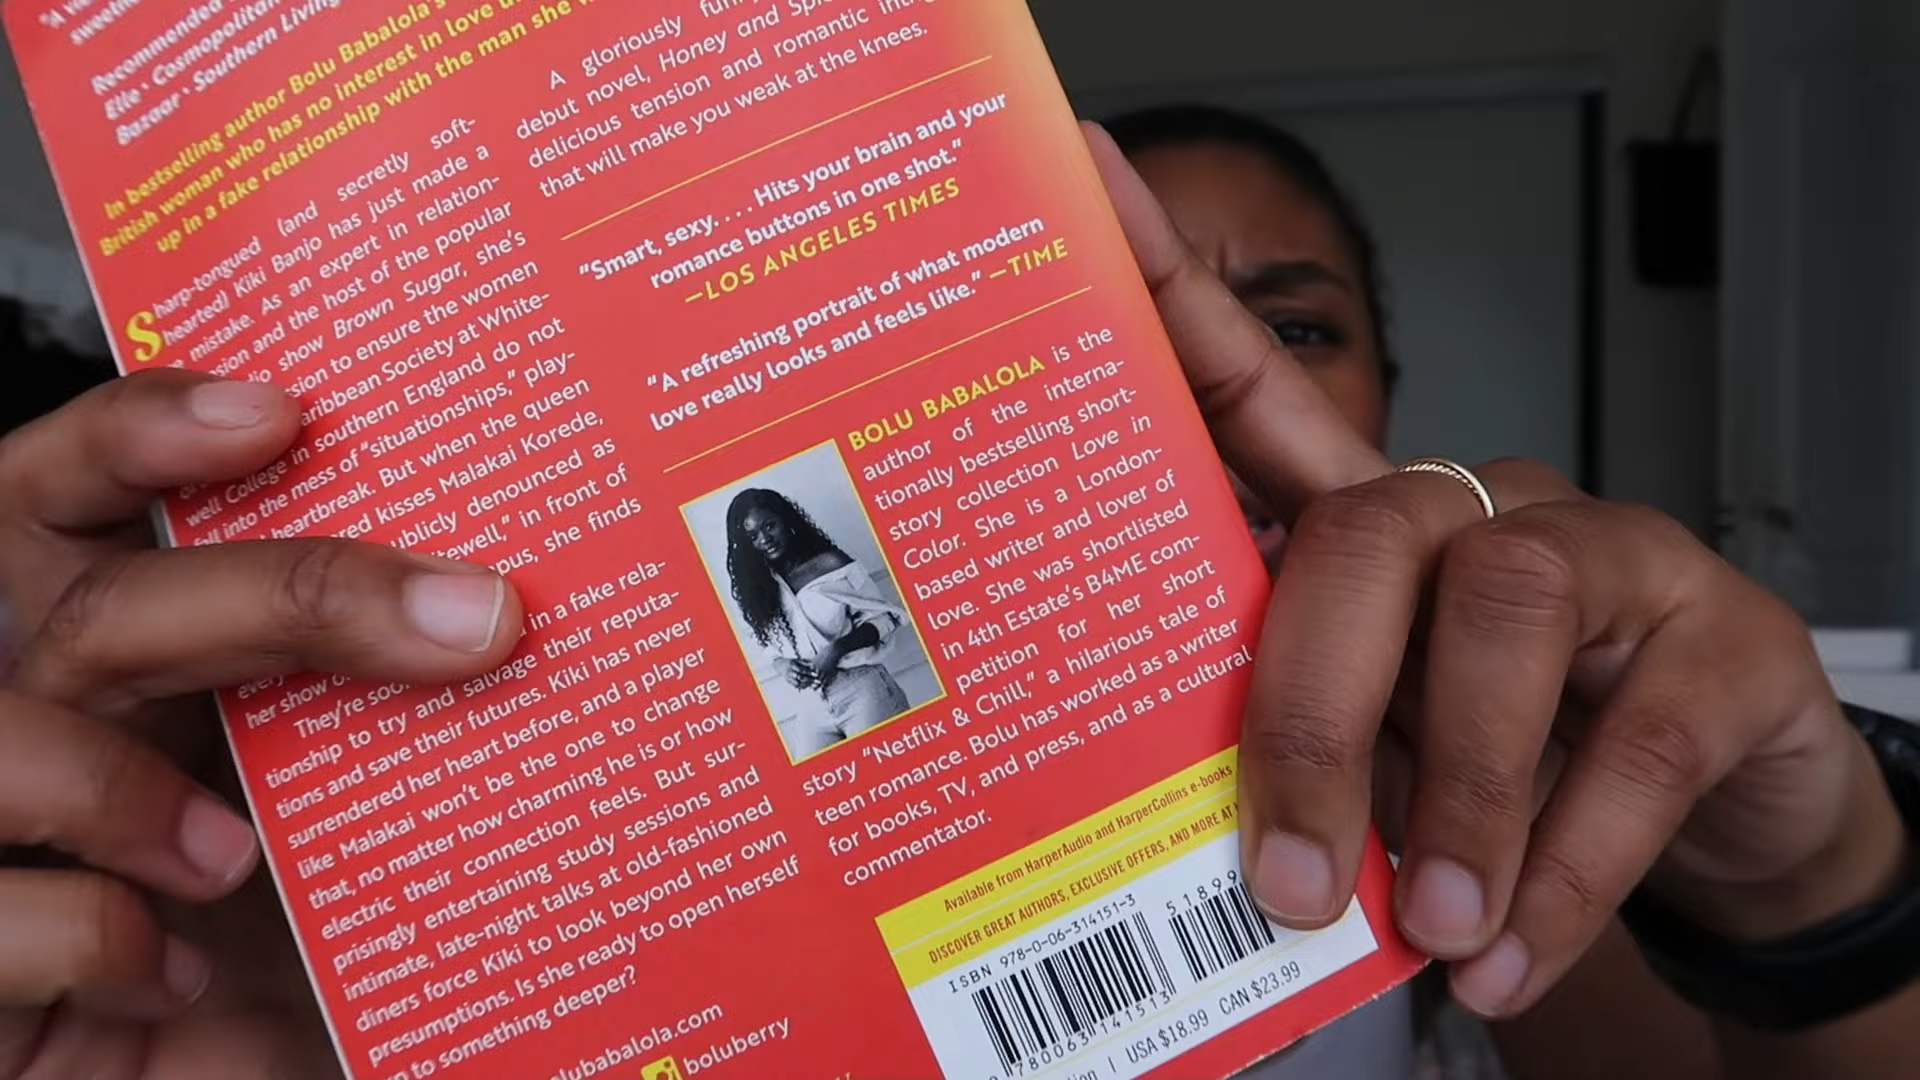 "A
sweetne
Recommended
Elle • Cosmopolitan
Bazaar • Southern Living
In bestselling author Bolu Babalola's
British woman who has no interest in love
up in a fake relationship with the man she
Sharp-tongued (and secretly soft-
hearted) Kiki Banjo has just made a
mistake. As an expert in relation-
and the host of the popular
show Brown Sugar, she's
to ensure the women
Society at White-
well College in southern England do not
into the mess of "situationships," play-
heartbreak. But when the queen
kisses Malakai Korede,
denounced as
in front of
she finds
her show
They're in a fake rela-
tionship to try and salvage their reputa-
tions and save their futures. Kiki has never
surrendered her heart before, and a player
like Malakai won't be the one to change
that, no matter how charming he is or how
electric their connection feels. But sur-
prisingly entertaining study sessions and
intimate, late-night talks at old-fashioned
diners force Kiki to look beyond her own
presumptions. Is she ready to open herself
to something deeper?
lubabalola.com
boluberry
A gloriously
debut novel, Honey and
delicious tension and romantic
that will make you weak at the knees.
"Smart, sexy. . . . Hits your brain and your
romance buttons in one shot."
—LOS ANGELES TIMES
"A refreshing portrait of what modern
love really looks and feels like." —TIME
BOLU BABALOLA is the
author of the interna-
tionally bestselling short-
story collection Love in
Color. She is a London-
based writer and lover of
love. She was shortlisted
in 4th Estate's B4ME com-
petition for her short
story "Netflix & Chill," a hilarious tale of
teen romance. Bolu has worked as a writer
for books, TV, and press, and as a cultural
commentator.
Available from HarperAudio and HarperCollins e-books
DISCOVER GREAT AUTHORS, EXCLUSIVE OFFERS, AND MORE AT
ISBN 978-0-06-314151-3
51899
9 780063 141513
USA $18.99 CAN $23.99